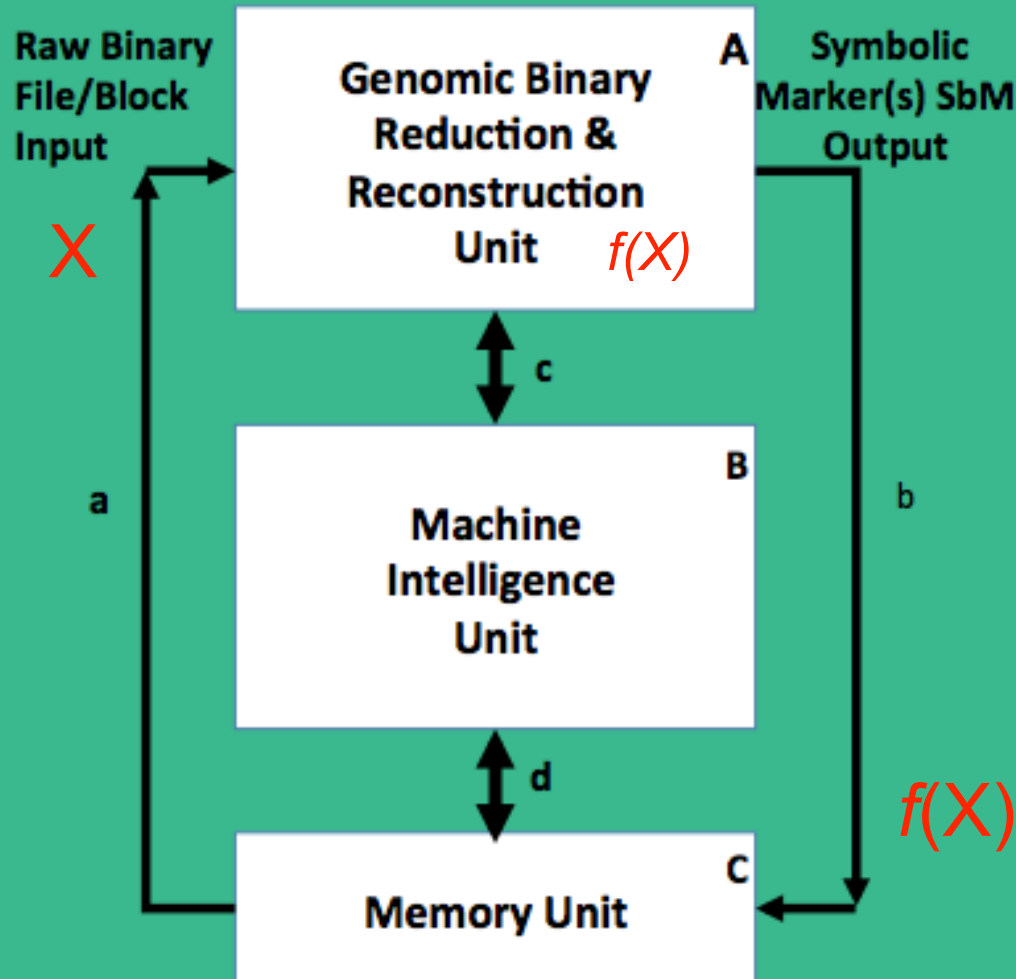 Raw Binary
File/Block
Input
X
A
Genomic Binary
Reduction &
Reconstruction
Unit f(X)
Symbolic
Marker(s) SbM
Output
c
a
B
Machine
Intelligence
Unit
b
d
f(X)
C
Memory Unit